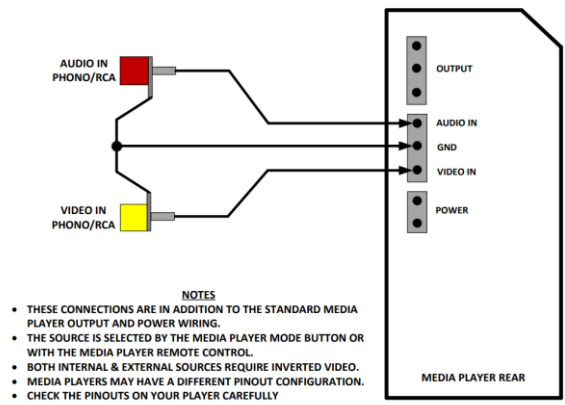 AUDIO IN
PHONO/RCA
OUTPUT
AUDIO IN
GND
VIDEO IN
VIDEO IN
PHONO/RCA
POWER
NOTES
• THESE CONNECTIONS ARE IN ADDITION TO THE STANDARD MEDIA
PLAYER OUTPUT AND POWER WIRING.
• THE SOURCE IS SELECTED BY THE MEDIA PLAYER MODE BUTTON OR
WITH THE MEDIA PLAYER REMOTE CONTROL.
• BOTH INTERNAL & EXTERNAL SOURCES REQUIRE INVERTED VIDEO.
• MEDIA PLAYERS MAY HAVE A DIFFERENT PINOUT CONFIGURATION.
• CHECK THE PINOUTS ON YOUR PLAYER CAREFULLY
MEDIA PLAYER REAR